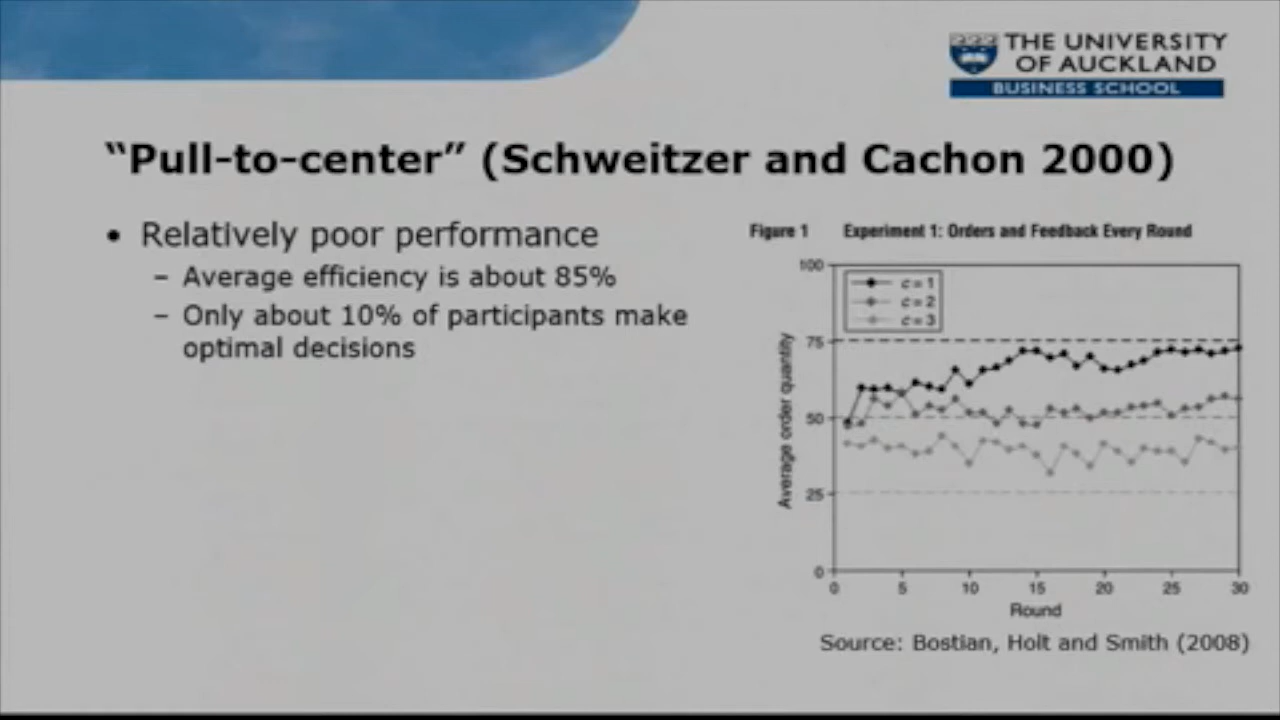 THE UNIVERSITY
OF AUCKLAND
BUSINESS SCHOOL
“Pull-to-center” (Schweitzer and Cachon 2000)
• Relatively poor performance
– Average efficiency is about 85%
– Only about 10% of participants make
optimal decisions
Figure 1 Experiment 1: Orders and Feedback Every Round
100
75
50
25
0
Average order quantity
c = 1
c = 2
c = 3
0 5 10 15 20 25 30
Round
Source: Bostian, Holt and Smith (2008)